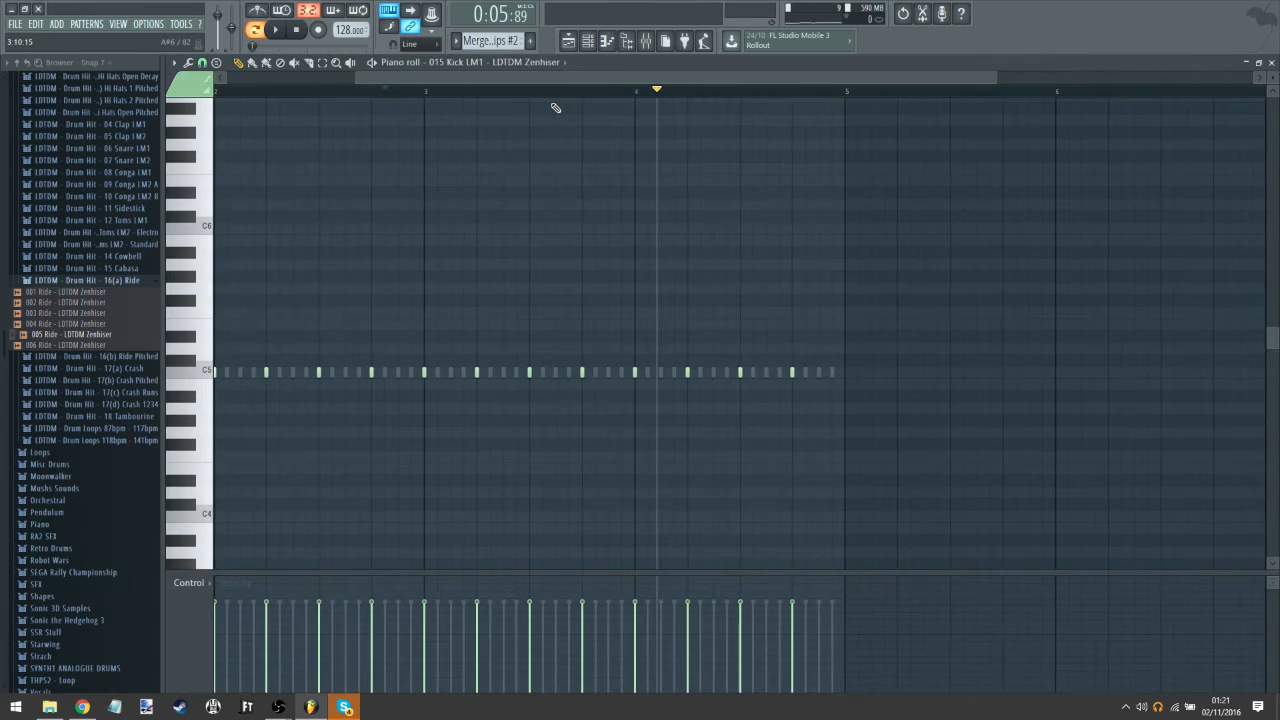 FILE EDIT ADD PATTERNS VIEW OPTIONS TOOLS ?
3:10:15
A#6 / 82
3.2
128.000
Line
0:05:89
Merge..ips #2
9
590 MB
0
24/10 FL Studio Mobile 3
Rollout
Browser - Snap 7
Piano roll - 015 Kick LM1 - LDTDM Zenhiser
2
3
4
5
6
LDTDM - Drum Hit -..Hi Hats Open Decay
LDTDM - Drum Hit -..) Hi Hats 1 Pitched
LDTDM - Drum Hit -..) Hi Hats 2 Pitched
LDTDM - Drum Hit -..i Hats Open Pitched
LDTDM - Drum Hit - 04 Clap LM1
LDTDM - Drum Hit - 05 Clap LM2
LDTDM - Drum Hit - 06 Snare LM1
LDTDM - Drum Hit - 07 Snare LM2
LDTDM - Drum Hit - 08 Conga LM1
LDTDM - Drum Hit - 09 Conga LM2 A
LDTDM - Drum Hit - 10 Conga LM2 B
LDTDM - Drum Hit - 11 Sidestick
LDTDM - Drum Hit - 12 Toms LM1
LDTDM - Drum Hit -..Toms LM2 - Electro
LDTDM - Drum Hit -..ms LM2 - Standard
LDTDM - Drum Hit - 14 Cowbell
LDTDM - Drum Hit - 15 Cabasa
LDTDM - Drum Hit - 16(a) Ride
001 Ride - LDTDM Zenhiser
002 Ride - LDTDM Zenhiser
003 Ride - LDTDM Zenhiser
004 Ride - LDTDM Zenhiser
005 Ride - LDTDM Zenhiser
006 Ride - LDTDM Zenhiser
LDTDM - Drum Hit - 16(b) Ride Pitched
LDTDM - Drum Hit - 17(a) Crash
LDTDM - Drum Hit - 17(b) Crash Pitched
LDTDM - Drum Hit - 17(c) Crash Runs
LDTDM - Drum Hit - 17(d) Crash 1234
LDTDM - Drum Hit - 18 Tambourine
LDTDM - Drum Loops 87bpm - 117bpm
LDTDM - Drum Loops 118bpm - 141bpm
Loops
Misc Drums
Moonwalker
Mushs Sounds
Orchestral
Pendulum
Piano
RA2 SFX
Retro Drums
Robot Wars
SEGA Rally Championship
SFX
Shapes
Sonic 3D Samples
Sonic the Hedgehog 3
SSR Stuff
Starwing
Strach
SYNTH1 ANALOGUE DRUMS
THPS2 - Loop
Vocals
C6
C5
C4
Control
Velocity
01:21
02/11/2016